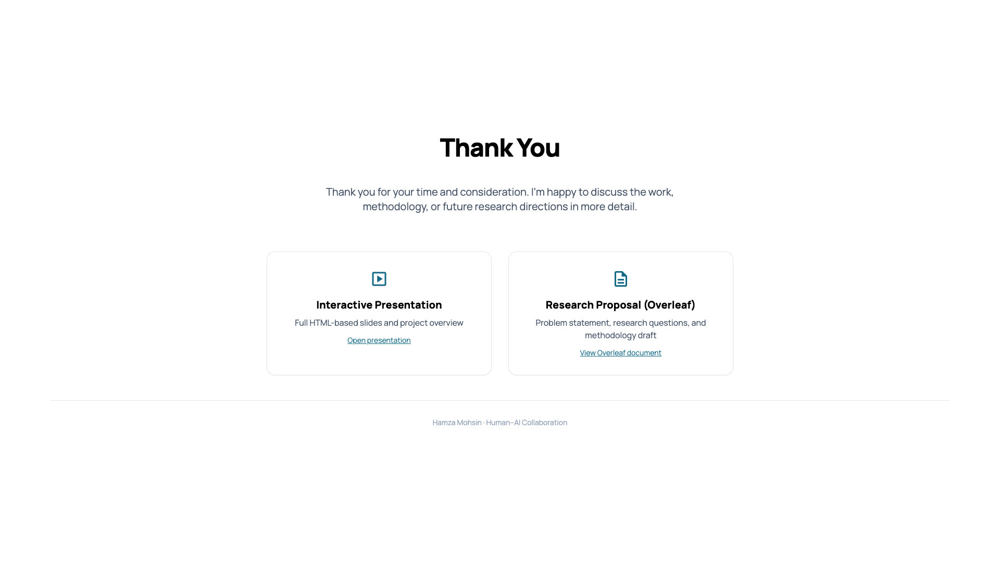 Thank You
Thank you for your time and consideration. I'm happy to discuss the work,
methodology, or future research directions in more detail.
Interactive Presentation
Full HTML-based slides and project overview
Open presentation
Research Proposal (Overleaf)
Problem statement, research questions, and
methodology draft
View Overleaf document
Hamza Mohsin · Human–AI Collaboration